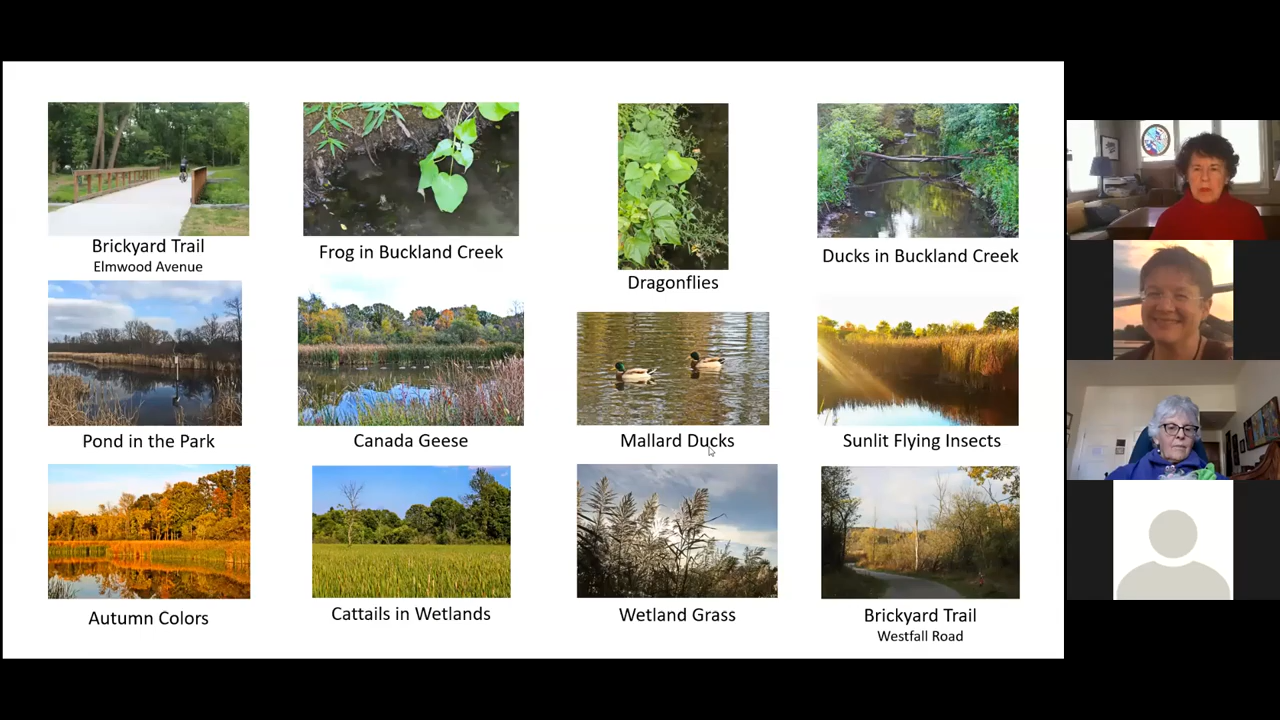 Brickyard Trail
Elmwood Avenue
Frog in Buckland Creek
Dragonflies
Ducks in Buckland Creek
Pond in the Park
Canada Geese
Mallard Ducks
Sunlit Flying Insects
Autumn Colors
Cattails in Wetlands
Wetland Grass
Brickyard Trail
Westfall Road